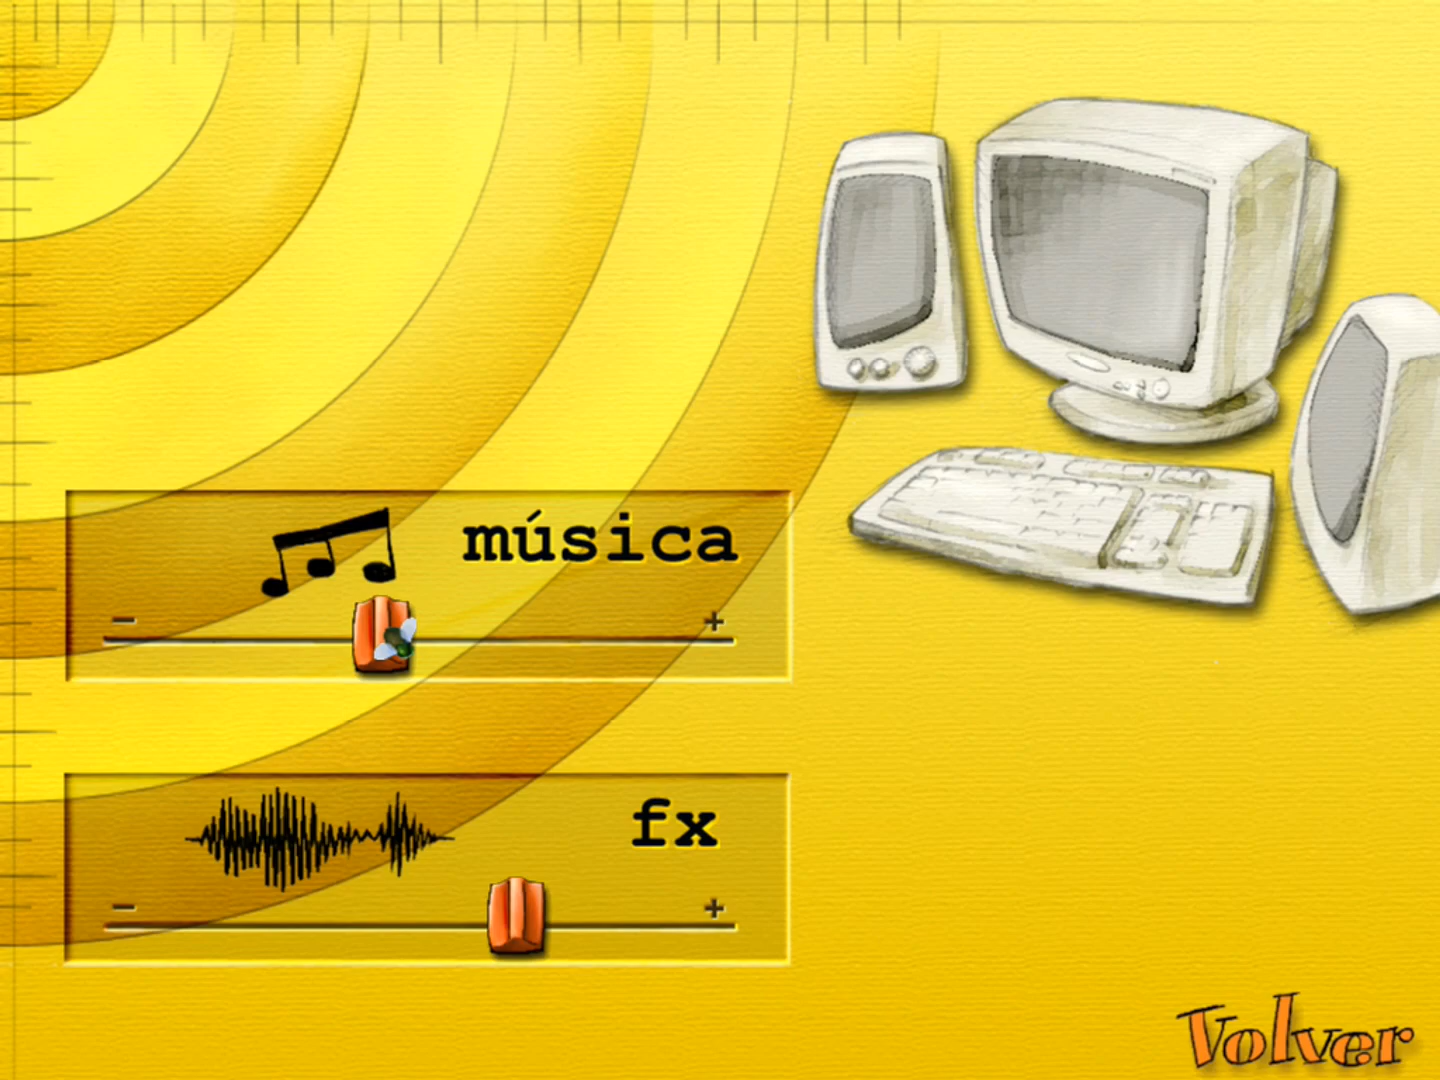 música
- +
fx
- +
Volver